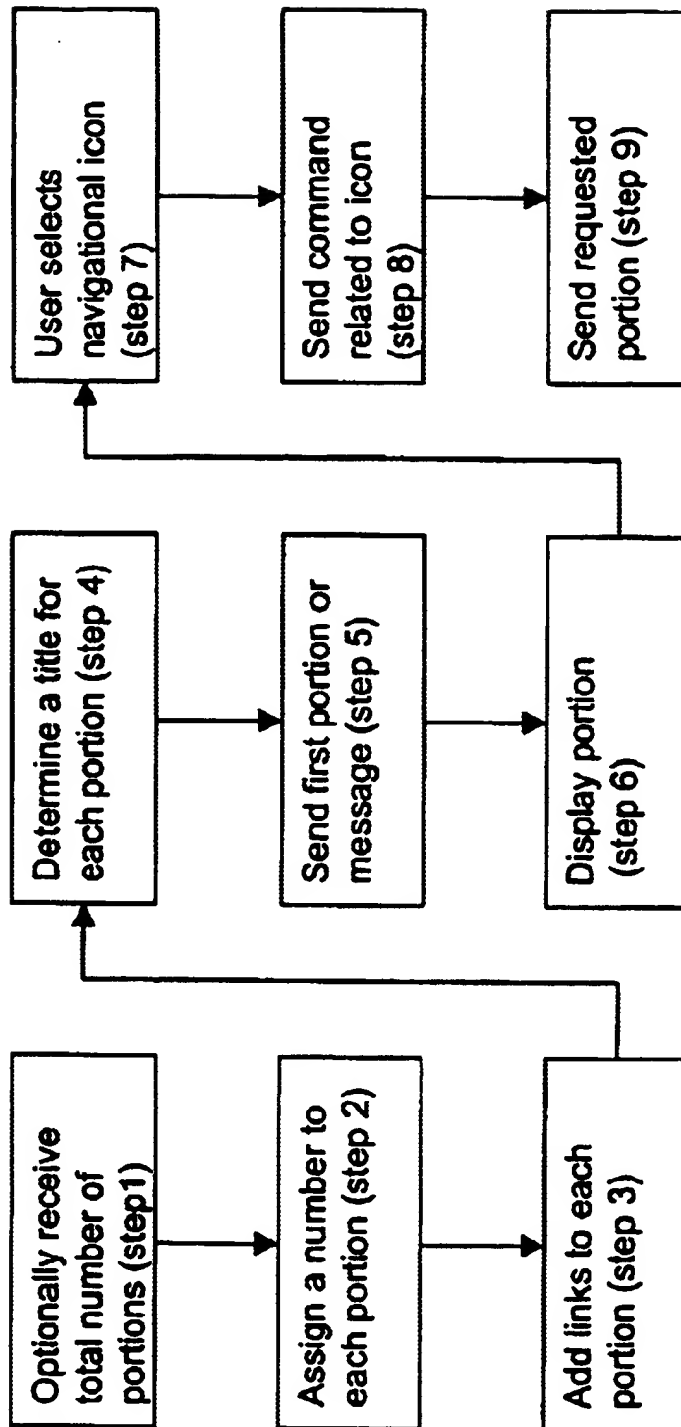 Optionally receive
total number of
portions (step1)
Assign a number to
each portion (step 2)
Add links to each
portion (step 3)
Determine a title for
each portion (step 4)
Send first portion or
message (step 5)
Display portion
(step 6)
User selects
navigational icon
(step 7)
Send command
related to icon
(step 8)
Send requested
portion (step 9)